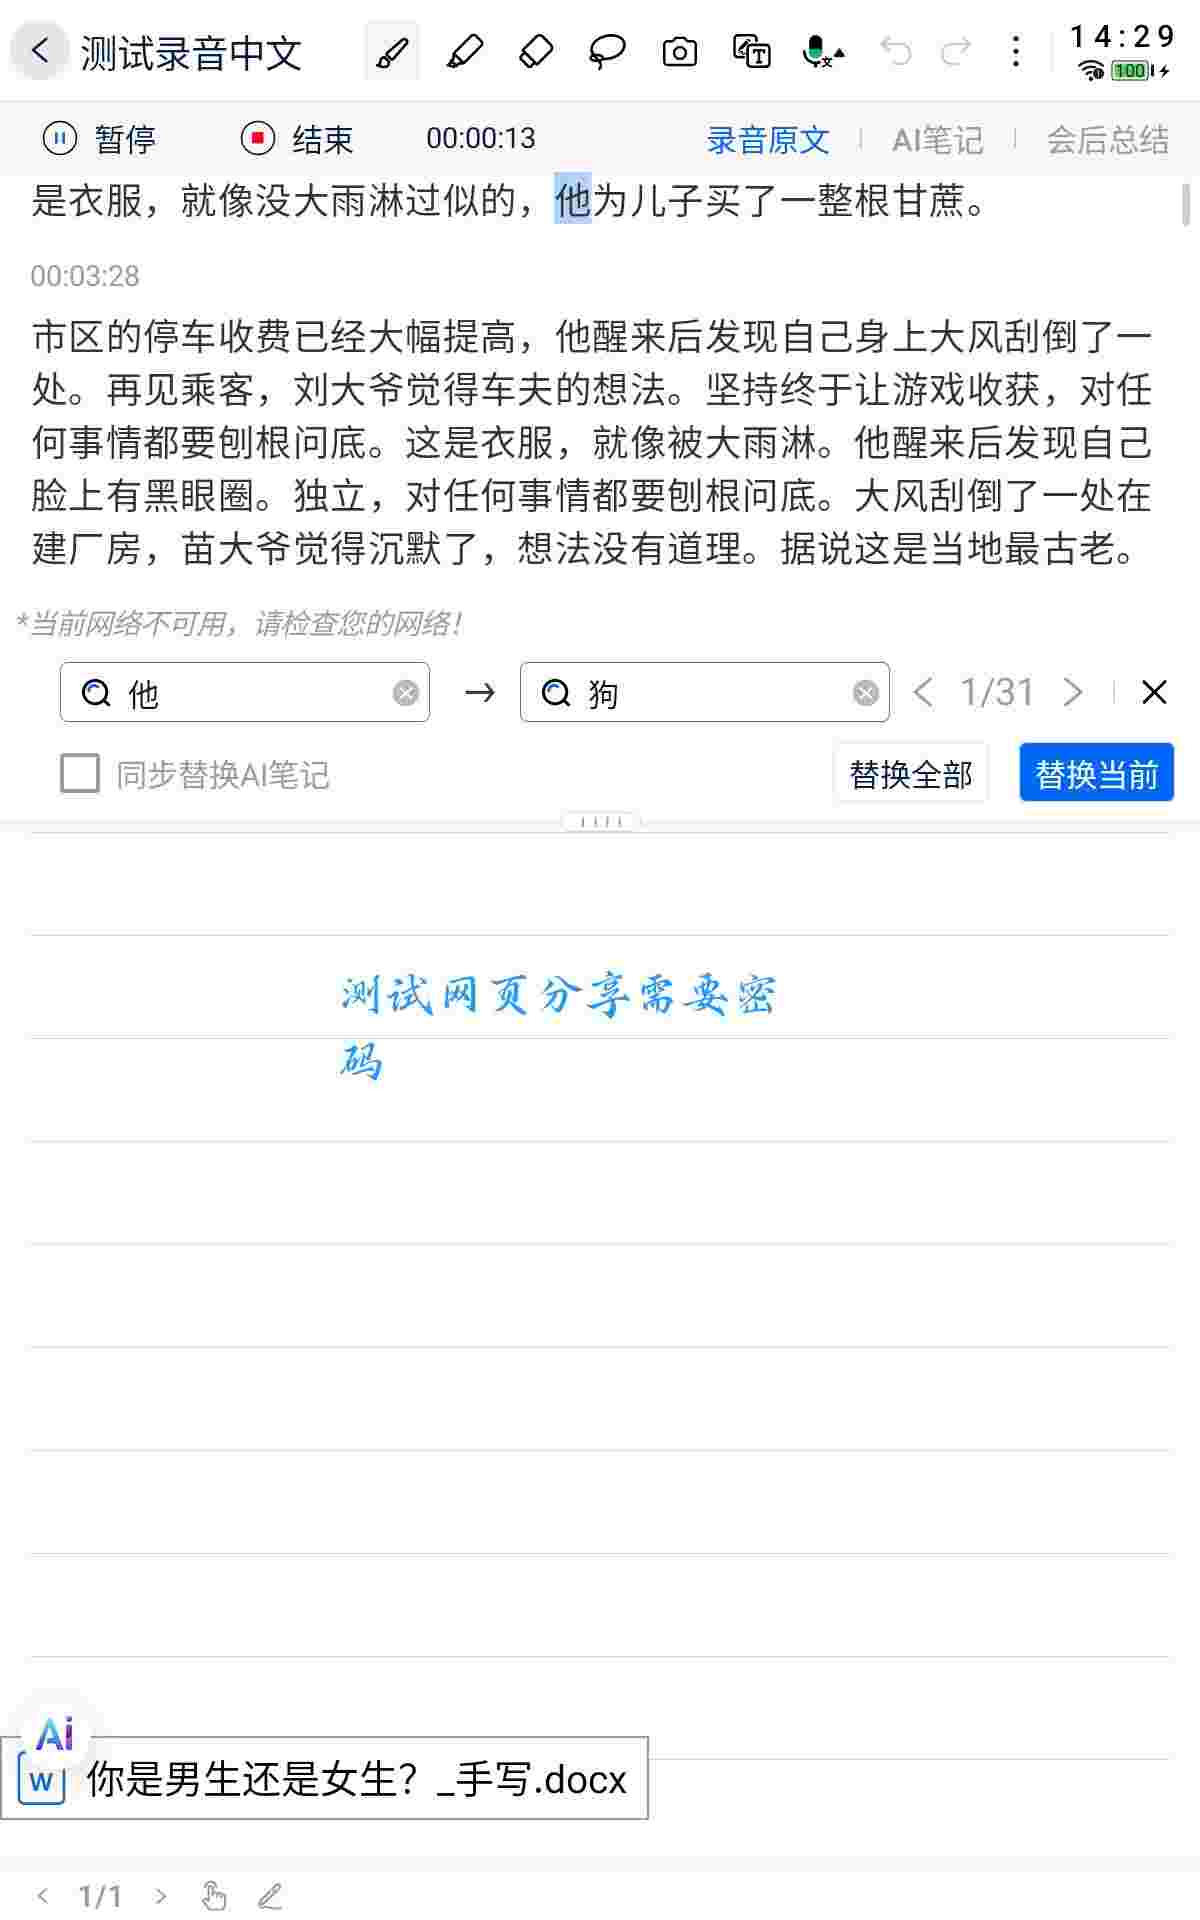 测试录音中文
14:29
100
暂停 结束 00:00:13 录音原文 AI笔记 会后总结
是衣服，就像没大雨淋过似的，他为儿子买了一整根甘蔗。
00:03:28
市区的停车收费已经大幅提高，他醒来后发现自己身上大风刮倒了一
处。再见乘客，刘大爷觉得车夫的想法。坚持终于让游戏收获，对任
何事情都要刨根问底。这是衣服，就像被大雨淋。他醒来后发现自己
脸上有黑眼圈。独立，对任何事情都要刨根问底。大风刮倒了一处在
建厂房，苗大爷觉得沉默了，想法没有道理。据说这是当地最古老。
*当前网络不可用，请检查您的网络！
他 → 狗 1/31
同步替换AI笔记 替换全部 替换当前
测试网页分享需要密
码
Ai
W 你是男生还是女生？_手写.docx
1/1